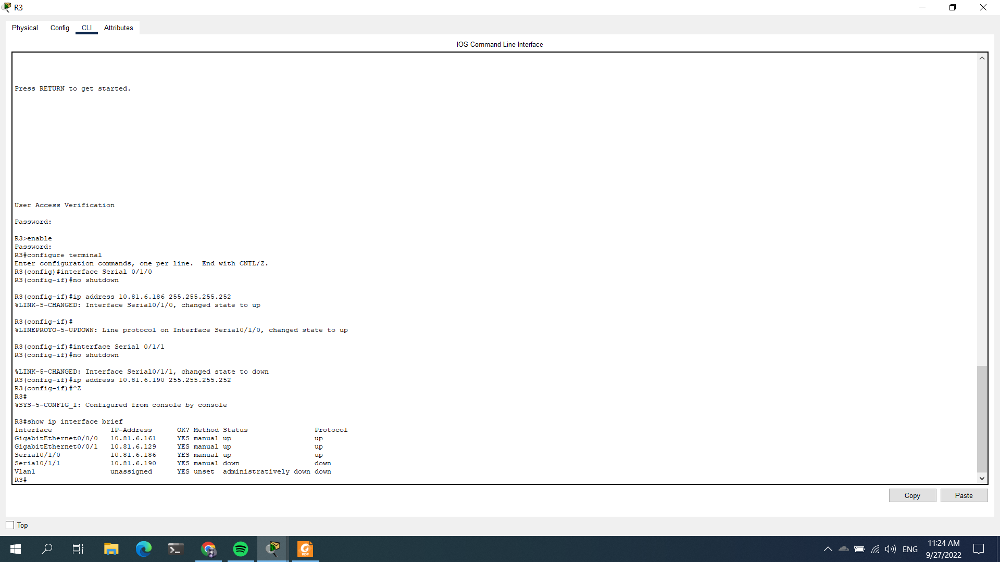 R3
Physical Config CLI Attributes
IOS Command Line Interface
Press RETURN to get started.
User Access Verification
Password:
R3>enable
Password:
R3#configure terminal
Enter configuration commands, one per line.  End with CNTL/Z.
R3(config)#interface Serial 0/1/0
R3(config-if)#no shutdown
R3(config-if)#ip address 10.81.6.186 255.255.255.252
%LINK-5-CHANGED: Interface Serial0/1/0, changed state to up
R3(config-if)#
%LINEPROTO-5-UPDOWN: Line protocol on Interface Serial0/1/0, changed state to up
R3(config-if)#interface Serial 0/1/1
R3(config-if)#no shutdown
%LINK-5-CHANGED: Interface Serial0/1/1, changed state to down
R3(config-if)#ip address 10.81.6.190 255.255.255.252
R3(config-if)#^Z
R3#
%SYS-5-CONFIG_I: Configured from console by console
R3#show ip interface brief
Interface              IP-Address      OK? Method Status                Protocol
GigabitEthernet0/0/0   10.81.6.161     YES manual up                    up
GigabitEthernet0/0/1   10.81.6.129     YES manual up                    up
Serial0/1/0            10.81.6.186     YES manual up                    up
Serial0/1/1            10.81.6.190     YES manual down                  down
Vlan1                  unassigned      YES unset  administratively down down
R3#
Copy Paste
Top
PDF
ENG
11:24 AM
9/27/2022